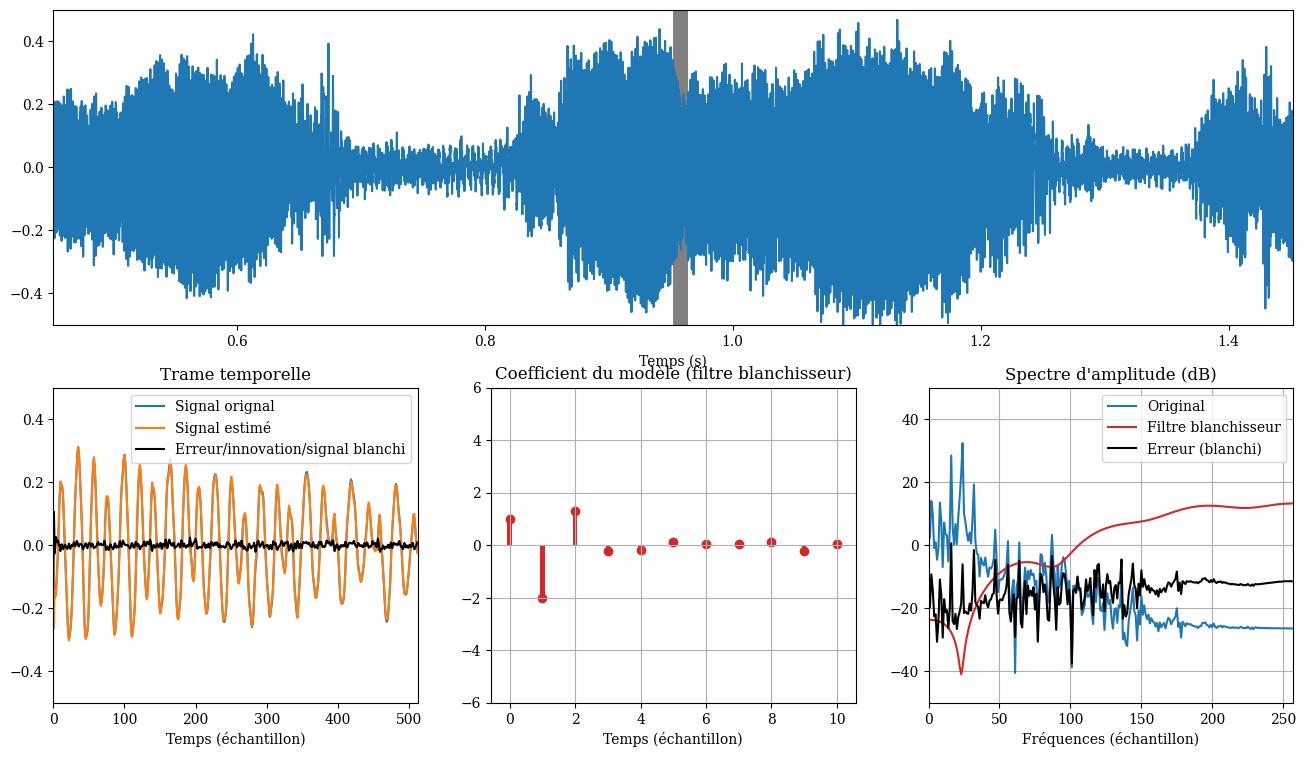 0.4
0.2
0.0
−0.2
−0.4
0.6 0.8 1.0 1.2 1.4
Temps (s)
Trame temporelle
Signal orignal
Signal estimé
Erreur/innovation/signal blanchi
0.4
0.2
0.0
−0.2
−0.4
0 100 200 300 400 500
Temps (échantillon)
Coefficient du modèle (filtre blanchisseur)
6
4
2
0
−2
−4
−6
0 2 4 6 8 10
Temps (échantillon)
Spectre d'amplitude (dB)
Original
Filtre blanchisseur
Erreur (blanchi)
40
20
0
−20
−40
0 50 100 150 200 250
Fréquences (échantillon)